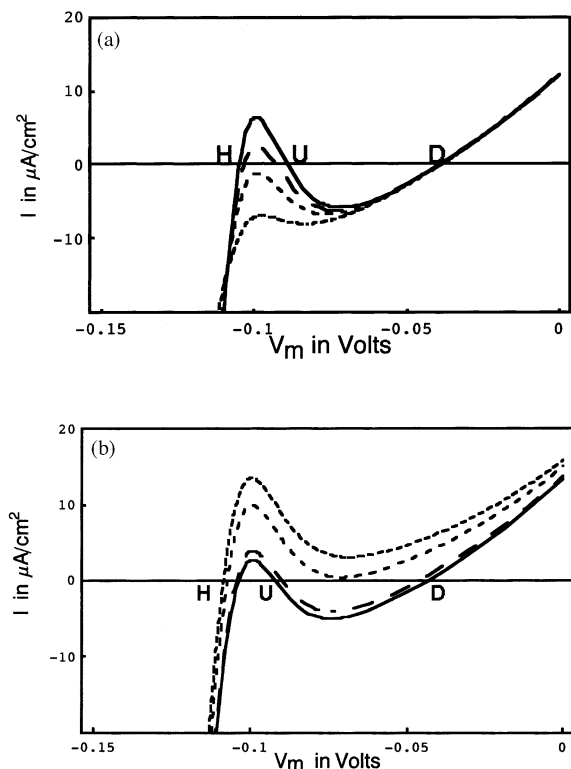 (a)
20
10
0
-10
I in μA/cm²
H U D
-0.15 -0.1 -0.05 0
Vm in Volts
(b)
20
10
0
-10
I in μA/cm²
H U D
-0.15 -0.1 -0.05 0
Vm in Volts